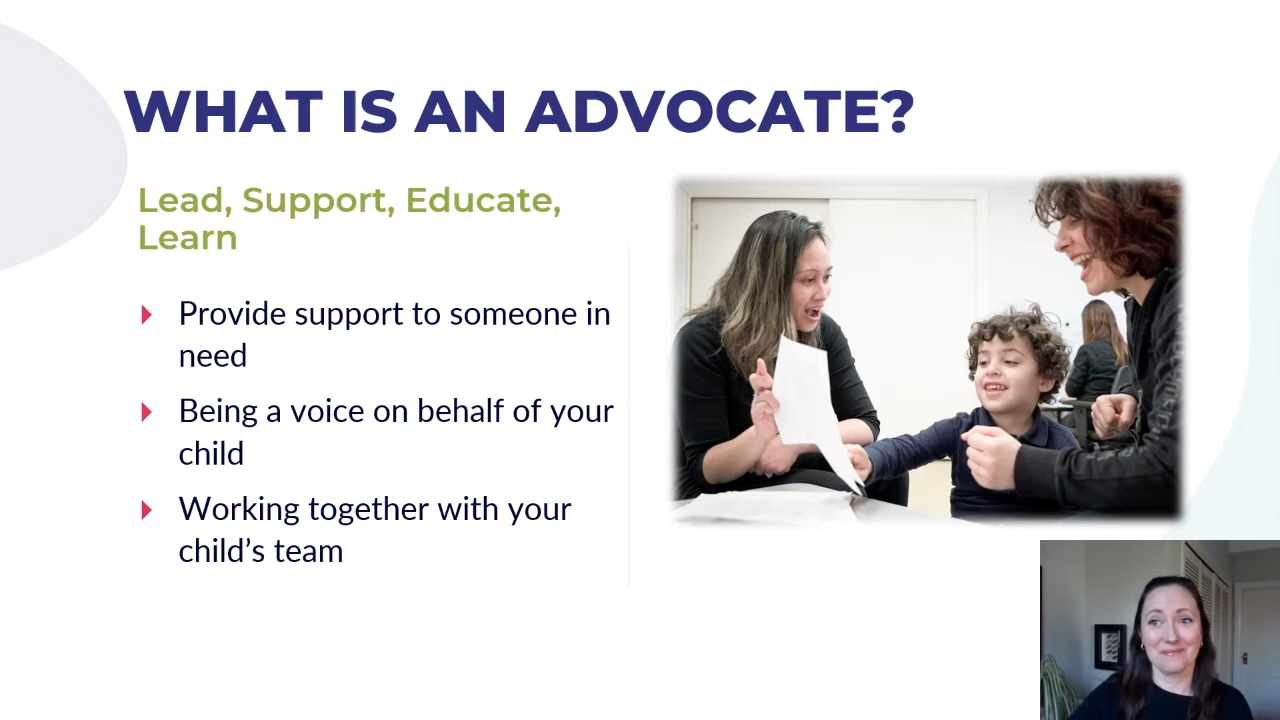 WHAT IS AN ADVOCATE?
Lead, Support, Educate,
Learn
Provide support to someone in
need
Being a voice on behalf of your
child
Working together with your
child’s team